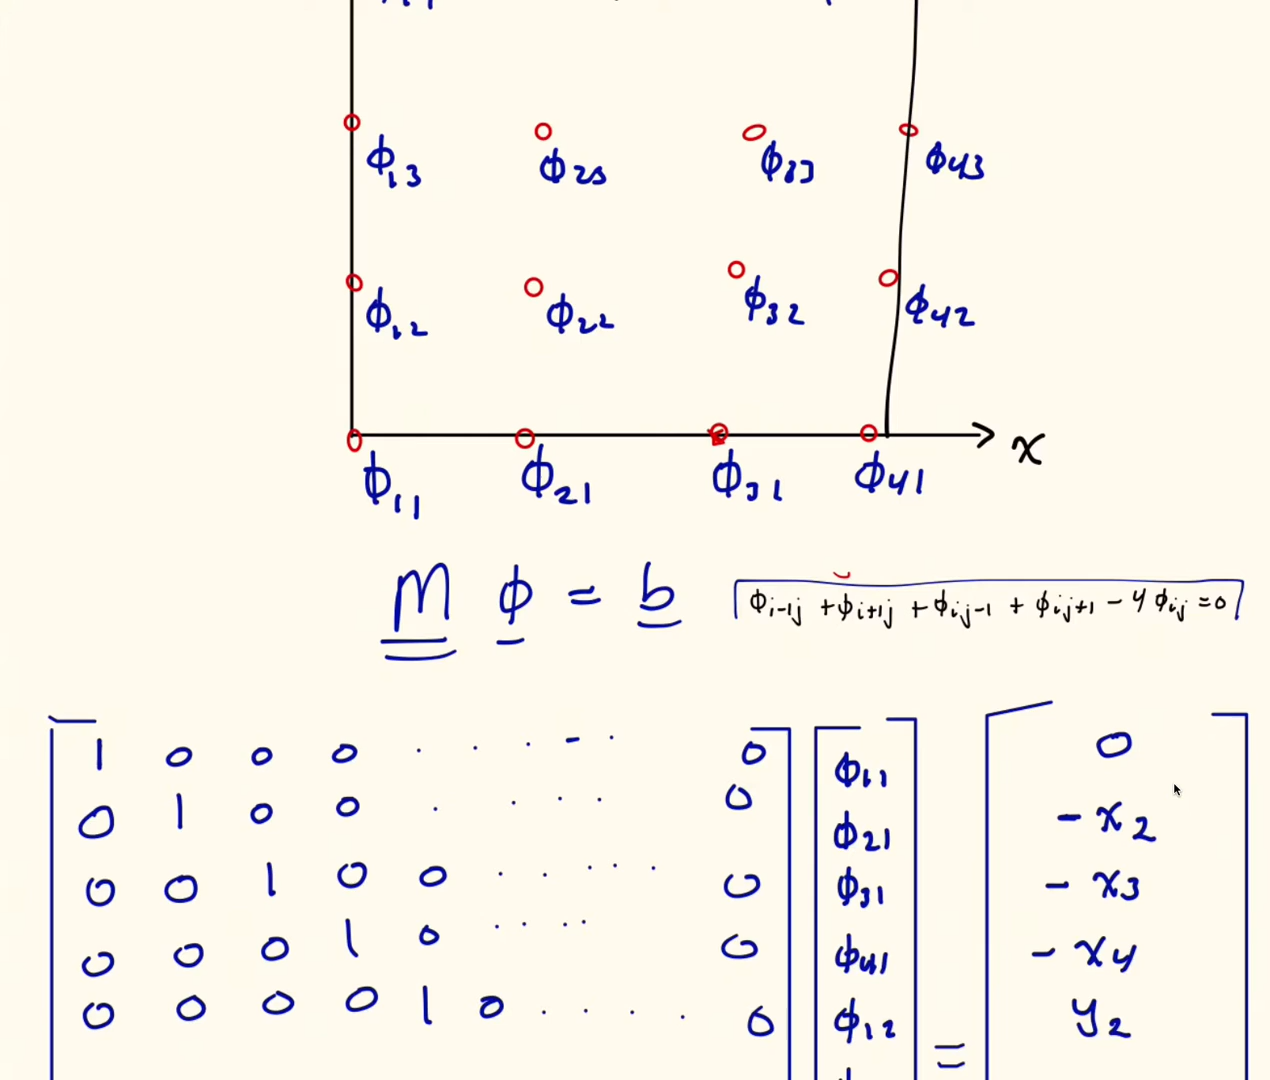 ϕ₁₃ ϕ₂₃ ϕ₃₃ ϕ₄₃
ϕ₁₂ ϕ₂₂ ϕ₃₂ ϕ₄₂
x
ϕ₁₁ ϕ₂₁ ϕ₃₁ ϕ₄₁
M ϕ = b
ϕi-1j + ϕi+1j + ϕij-1 + ϕij+1 - 4 ϕij = 0
1 0 0 0 . . . - . 0 ϕ₁₁ 0
0 1 0 0 . . . . 0 ϕ₂₁ - x₂
0 0 1 0 0 . . . . . 0 ϕ₃₁ - x₃
0 0 0 1 0 . . . . 0 ϕ₄₁ - x₄
0 0 0 0 1 0 . . . . 0 ϕ₁₂ = y₂